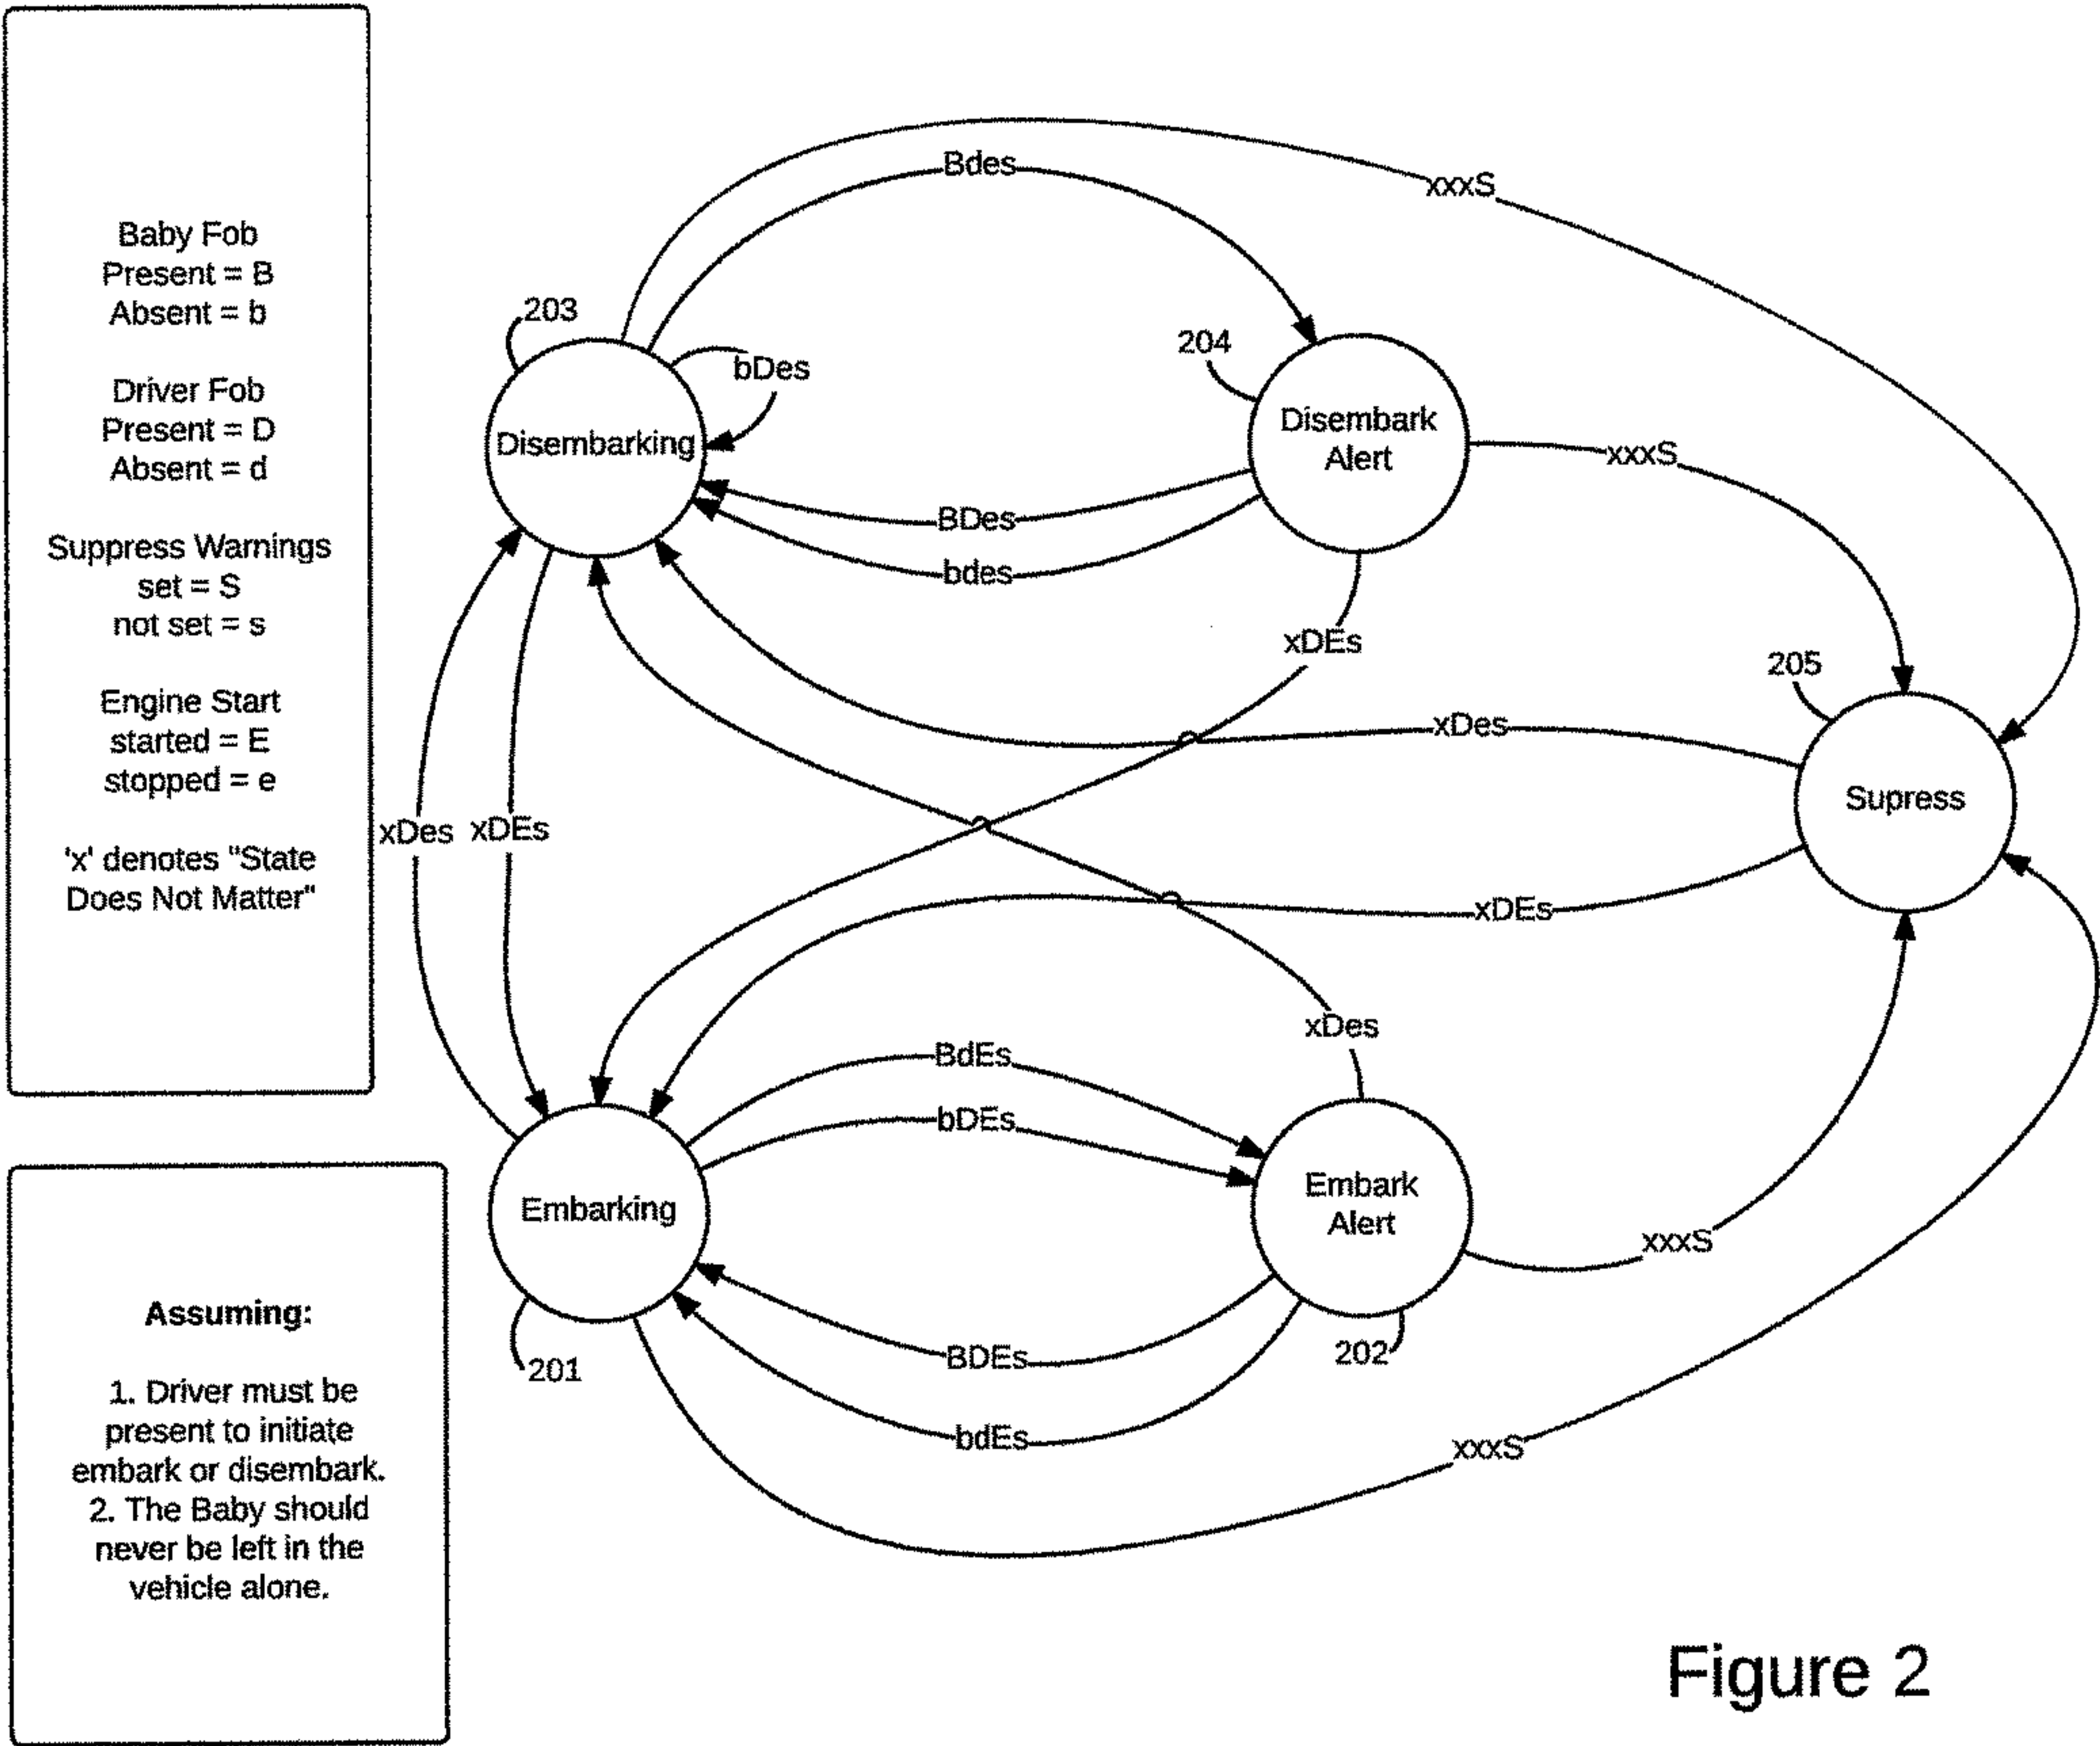 Baby Fob
Present = B
Absent = b
Driver Fob
Present = D
Absent = d
Suppress Warnings
set = S
not set = s
Engine Start
started = E
stopped = e
'x' denotes "State
Does Not Matter"
Assuming:
1. Driver must be
present to initiate
embark or disembark.
2. The Baby should
never be left in the
vehicle alone.
Bdes
xxxS
203
bDes
204
Disembarking
Disembark
Alert
xxxS
BDes
bdes
xDEs
205
xDes
Supress
xDes
xDEs
xDEs
xDes
BdEs
bDEs
Embarking
Embark
Alert
xxxS
201
202
BDEs
bdEs
xxxS
Figure 2